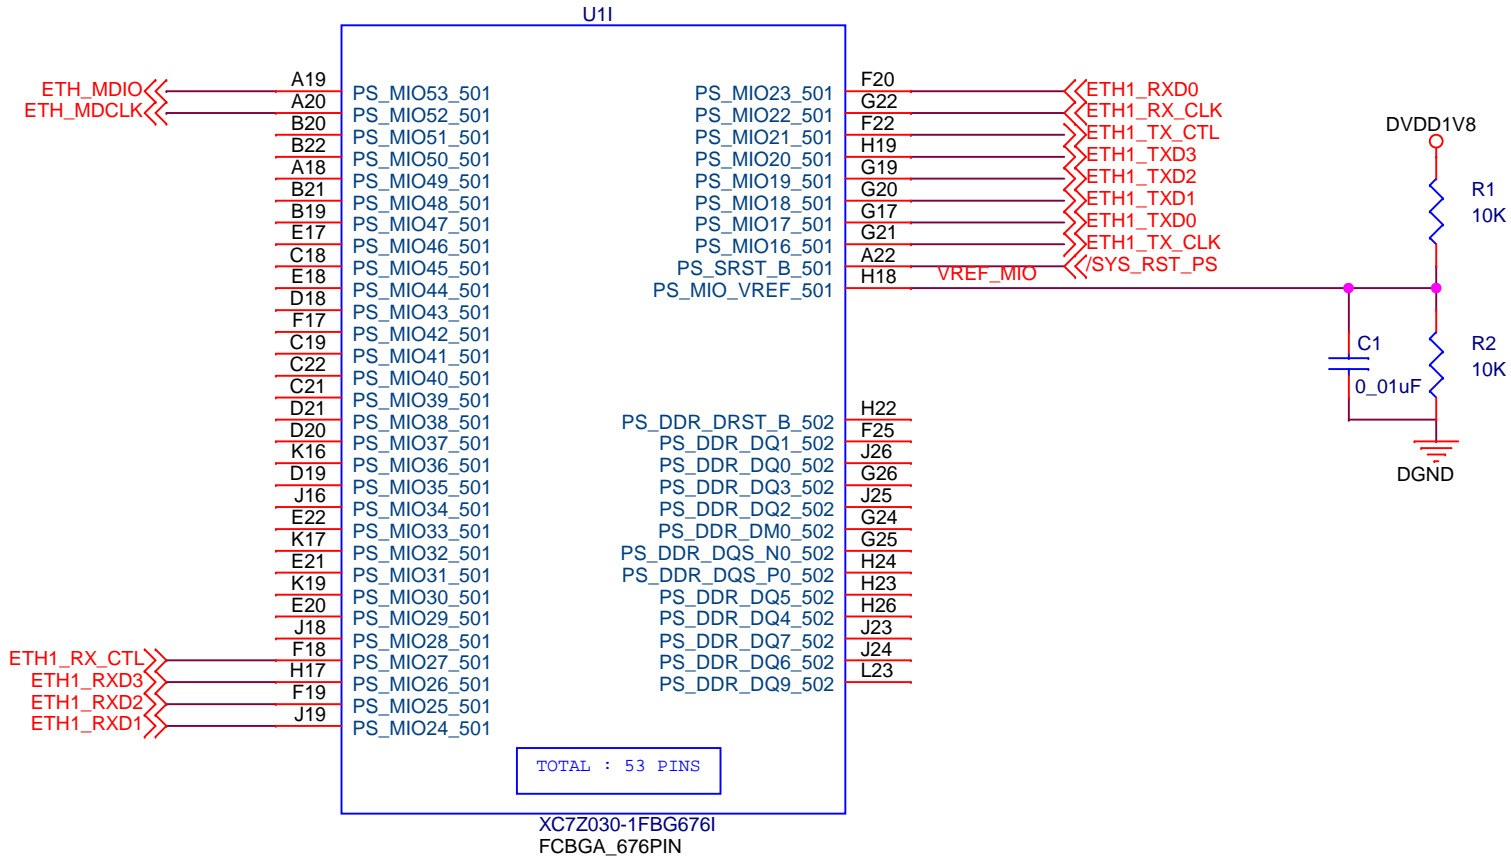 U1I
ETH_MDIO A19 PS_MIO53_501
ETH_MDCLK A20 PS_MIO52_501
B20 PS_MIO51_501
B22 PS_MIO50_501
A18 PS_MIO49_501
B21 PS_MIO48_501
B19 PS_MIO47_501
E17 PS_MIO46_501
C18 PS_MIO45_501
E18 PS_MIO44_501
D18 PS_MIO43_501
F17 PS_MIO42_501
C19 PS_MIO41_501
C22 PS_MIO40_501
C21 PS_MIO39_501
D21 PS_MIO38_501
D20 PS_MIO37_501
K16 PS_MIO36_501
D19 PS_MIO35_501
J16 PS_MIO34_501
E22 PS_MIO33_501
K17 PS_MIO32_501
E21 PS_MIO31_501
K19 PS_MIO30_501
E20 PS_MIO29_501
J18 PS_MIO28_501
ETH1_RX_CTL F18 PS_MIO27_501
ETH1_RXD3 H17 PS_MIO26_501
ETH1_RXD2 F19 PS_MIO25_501
ETH1_RXD1 J19 PS_MIO24_501
PS_MIO23_501 F20 ETH1_RXD0
PS_MIO22_501 G22 ETH1_RX_CLK
PS_MIO21_501 F22 ETH1_TX_CTL
PS_MIO20_501 H19 ETH1_TXD3
PS_MIO19_501 G19 ETH1_TXD2
PS_MIO18_501 G20 ETH1_TXD1
PS_MIO17_501 G17 ETH1_TXD0
PS_MIO16_501 G21 ETH1_TX_CLK
PS_SRST_B_501 A22 /SYS_RST_PS
PS_MIO_VREF_501 H18 VREF_MIO
PS_DDR_DRST_B_502 H22
PS_DDR_DQ1_502 F25
PS_DDR_DQ0_502 J26
PS_DDR_DQ3_502 G26
PS_DDR_DQ2_502 J25
PS_DDR_DM0_502 G24
PS_DDR_DQS_N0_502 G25
PS_DDR_DQS_P0_502 H24
PS_DDR_DQ5_502 H23
PS_DDR_DQ4_502 H26
PS_DDR_DQ7_502 J23
PS_DDR_DQ6_502 J24
PS_DDR_DQ9_502 L23
DVDD1V8
R1
10K
C1
0_01uF
R2
10K
DGND
TOTAL : 53 PINS
XC7Z030-1FBG676I
FCBGA_676PIN